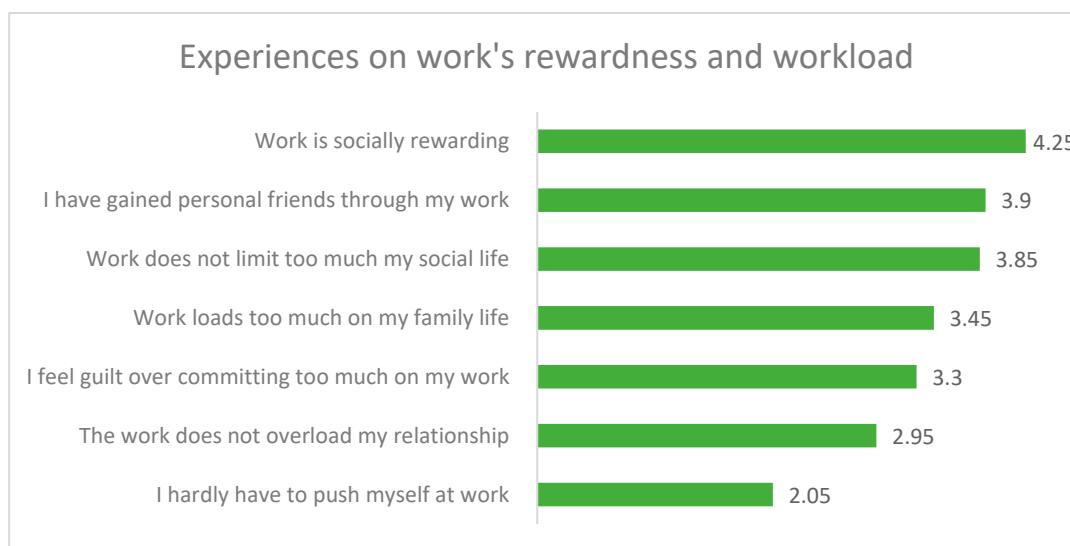 Experiences on work's rewardness and workload
Work is socially rewarding 4.25
I have gained personal friends through my work 3.9
Work does not limit too much my social life 3.85
Work loads too much on my family life 3.45
I feel guilt over committing too much on my work 3.3
The work does not overload my relationship 2.95
I hardly have to push myself at work 2.05